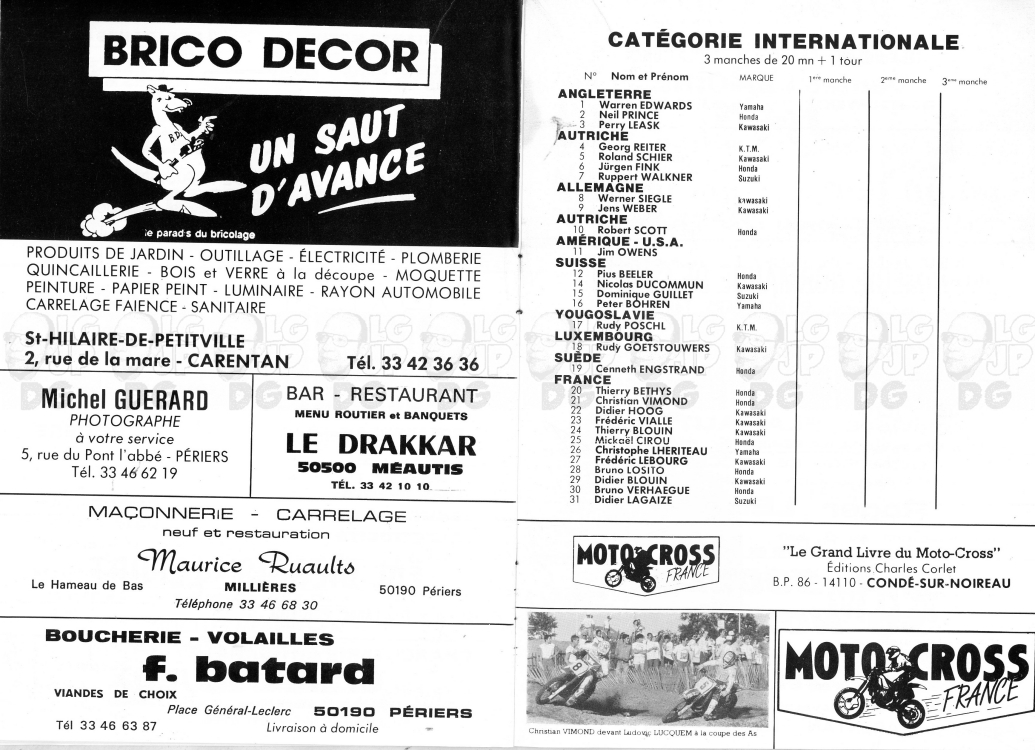 BRICO DECOR
B.D.
UN SAUT
D'AVANCE
le paradis du bricolage
PRODUITS DE JARDIN - OUTILLAGE - ÉLECTRICITÉ - PLOMBERIE
QUINCAILLERIE - BOIS et VERRE à la découpe - MOQUETTE
PEINTURE - PAPIER PEINT - LUMINAIRE - RAYON AUTOMOBILE
CARRELAGE FAIENCE - SANITAIRE
St-HILAIRE-DE-PETITVILLE
2, rue de la mare - CARENTAN Tél. 33 42 36 36
Michel GUERARD
PHOTOGRAPHE
à votre service
5, rue du Pont l'abbé - PÉRIERS
Tél. 33 46 62 19
BAR - RESTAURANT
MENU ROUTIER et BANQUETS
LE DRAKKAR
50500 MÉAUTIS
TÉL. 33 42 10 10
MAÇONNERIE - CARRELAGE
neuf et restauration
Maurice Ruaults
Le Hameau de Bas MILLIÈRES 50190 Périers
Téléphone 33 46 68 30
BOUCHERIE - VOLAILLES
f. batard
VIANDES DE CHOIX
Place Général-Leclerc 50190 PÉRIERS
Tél 33 46 63 87 Livraison à domicile
CATÉGORIE INTERNATIONALE
3 manches de 20 mn + 1 tour
N° Nom et Prénom MARQUE 1ere manche 2eme manche 3eme manche
ANGLETERRE
1 Warren EDWARDS Yamaha
2 Neil PRINCE Honda
3 Perry LEASK Kawasaki
AUTRICHE
4 Georg REITER K.T.M.
5 Roland SCHIER Kawasaki
6 Jürgen FINK Honda
7 Ruppert WALKNER Suzuki
ALLEMAGNE
8 Werner SIEGLE kawasaki
9 Jens WEBER Kawasaki
AUTRICHE
10 Robert SCOTT Honda
AMÉRIQUE - U.S.A.
11 Jim OWENS
SUISSE
12 Pius BEELER Honda
14 Nicolas DUCOMMUN Kawasaki
15 Dominique GUILLET Suzuki
16 Peter BÖHREN Yamaha
YOUGOSLAVIE
17 Rudy POSCHL K.T.M.
LUXEMBOURG
18 Rudy GOETSTOUWERS Kawasaki
SUÈDE
19 Cenneth ENGSTRAND Honda
FRANCE
20 Thierry BETHYS Honda
21 Christian VIMOND Honda
22 Didier HOOG Kawasaki
23 Frédéric VIALLE Kawasaki
24 Thierry BLOUIN Kawasaki
25 Mickaël CIROU Honda
26 Christophe LHERITEAU Yamaha
27 Frédéric LEBOURG Kawasaki
28 Bruno LOSITO Honda
29 Didier BLOUIN Kawasaki
30 Bruno VERHAEGUE Honda
31 Didier LAGAIZE Suzuki
MOTO CROSS
FRANCE
"Le Grand Livre du Moto-Cross"
Éditions Charles Corlet
B.P. 86 - 14110 - CONDÉ-SUR-NOIREAU
Christian VIMOND devant Ludovic LUCQUEM à la coupe des As
MOTO CROSS
FRANCE
LG JP DG